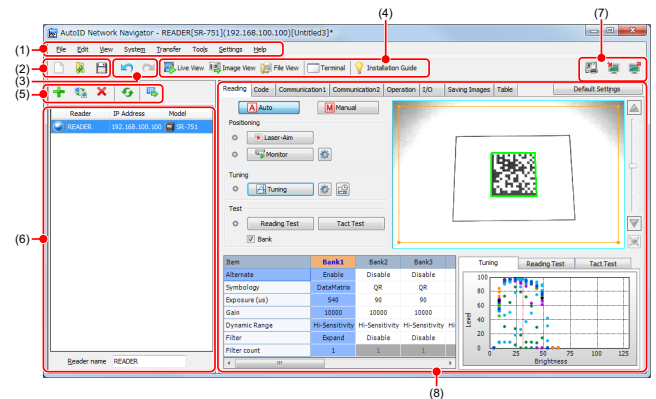 (4)
(7)
AutoID Network Navigator - READER[SR-751](192.168.100.100)[Untitled3]*
(1)
File Edit View System Transfer Tools Settings Help
(2)
Live View Image View File View Terminal Installation Guide
(3)
(5)
Reading Code Communication1 Communication2 Operation I/O Saving Images Table Default Settings
Reader IP Address Model
READER 192.168.100.100 SR-751
A Auto M Manual
Positioning
Laser-Aim
Monitor
Tuning
Tuning
Test
Reading Test Tact Test
Bank
(6)
Item Bank1 Bank2 Bank3
Alternate Enable Disable Disable
Symbology DataMatrix QR QR
Exposure (us) 540 90 90
Gain 10000 10000 10000
Dynamic Range Hi-Sensitivity Hi-Sensitivity Hi-Sensitivity Hi
Filter Expand Disable Disable
Filter count 1 1 1
Tuning Reading Test Tact Test
100
80
60
40
20
0
Level
0 25 50 75 100 125
Brightness
Reader name READER
(8)